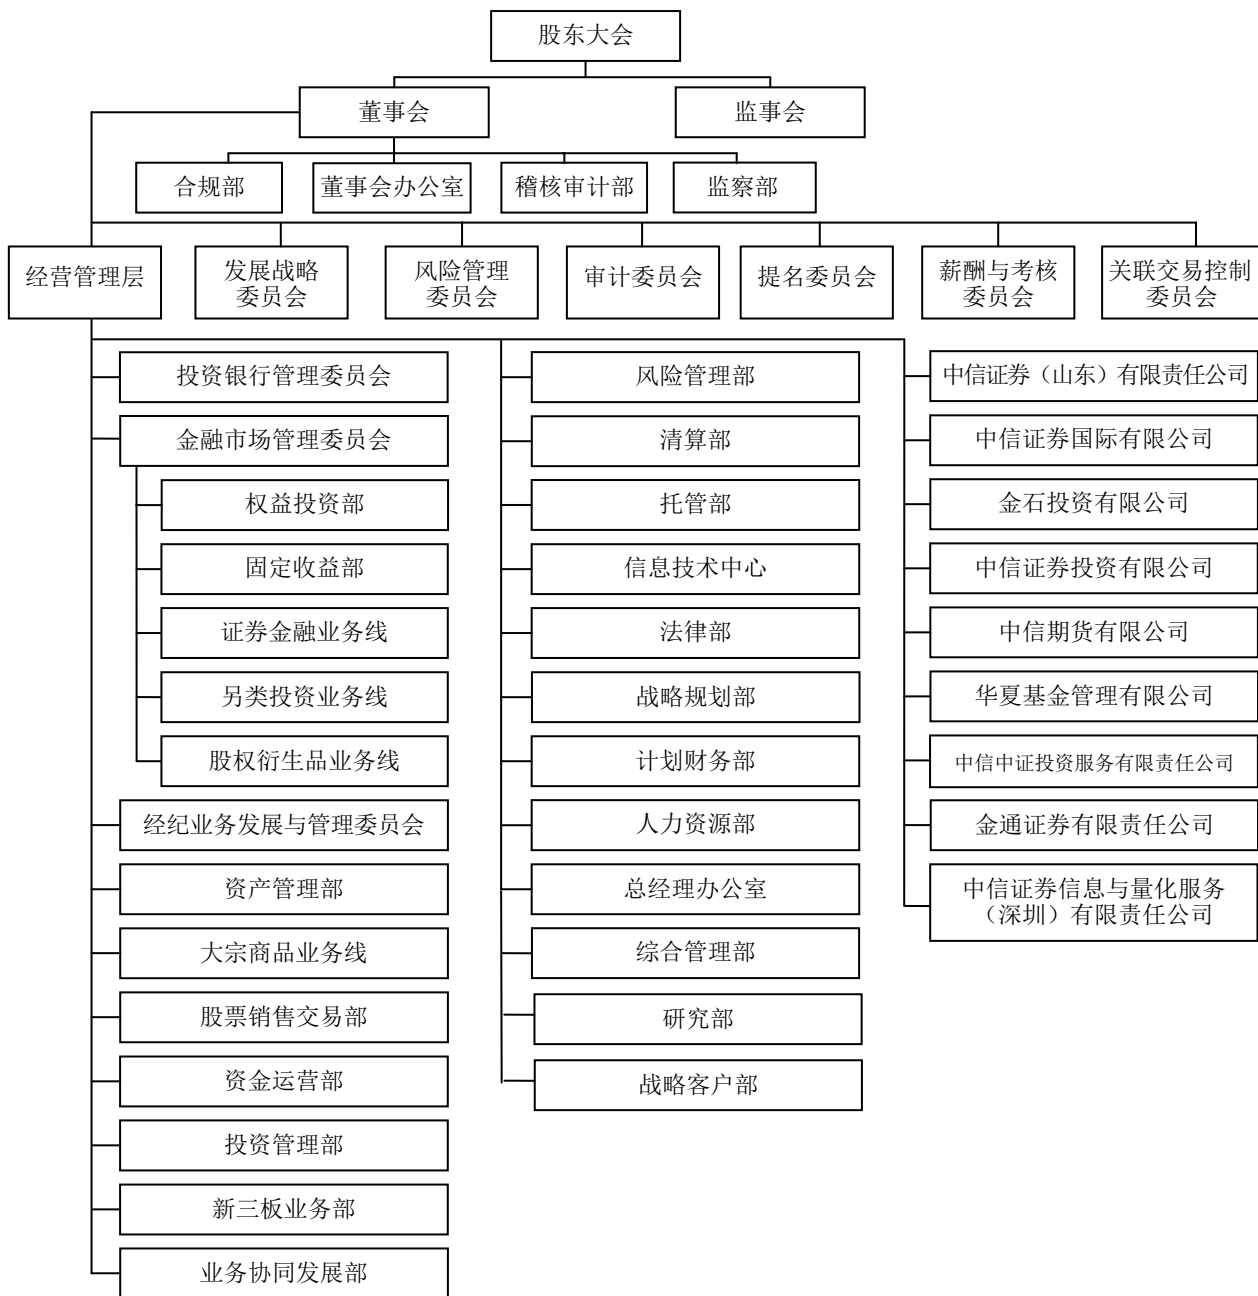 股东大会
董事会
监事会
合规部
董事会办公室
稽核审计部
监察部
经营管理层
发展战略
委员会
风险管理
委员会
审计委员会
提名委员会
薪酬与考核
委员会
关联交易控制
委员会
投资银行管理委员会
金融市场管理委员会
权益投资部
固定收益部
证券金融业务线
另类投资业务线
股权衍生品业务线
经纪业务发展与管理委员会
资产管理部
大宗商品业务线
股票销售交易部
资金运营部
投资管理部
新三板业务部
业务协同发展部
风险管理部
清算部
托管部
信息技术中心
法律部
战略规划部
计划财务部
人力资源部
总经理办公室
综合管理部
研究部
战略客户部
中信证券（山东）有限责任公司
中信证券国际有限公司
金石投资有限公司
中信证券投资有限公司
中信期货有限公司
华夏基金管理有限公司
中信中证投资服务有限责任公司
金通证券有限责任公司
中信证券信息与量化服务
（深圳）有限责任公司